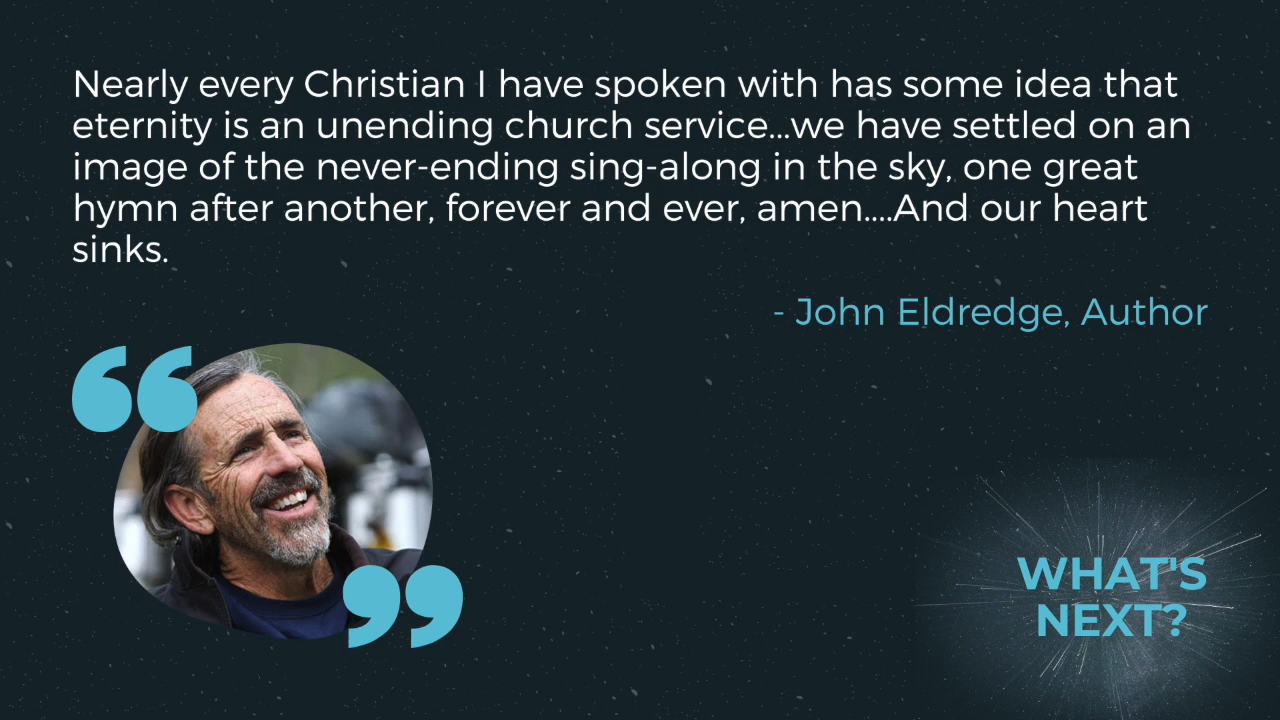 Nearly every Christian I have spoken with has some idea that
eternity is an unending church service...we have settled on an
image of the never-ending sing-along in the sky, one great
hymn after another, forever and ever, amen....And our heart
sinks.
- John Eldredge, Author
WHAT'S
NEXT?